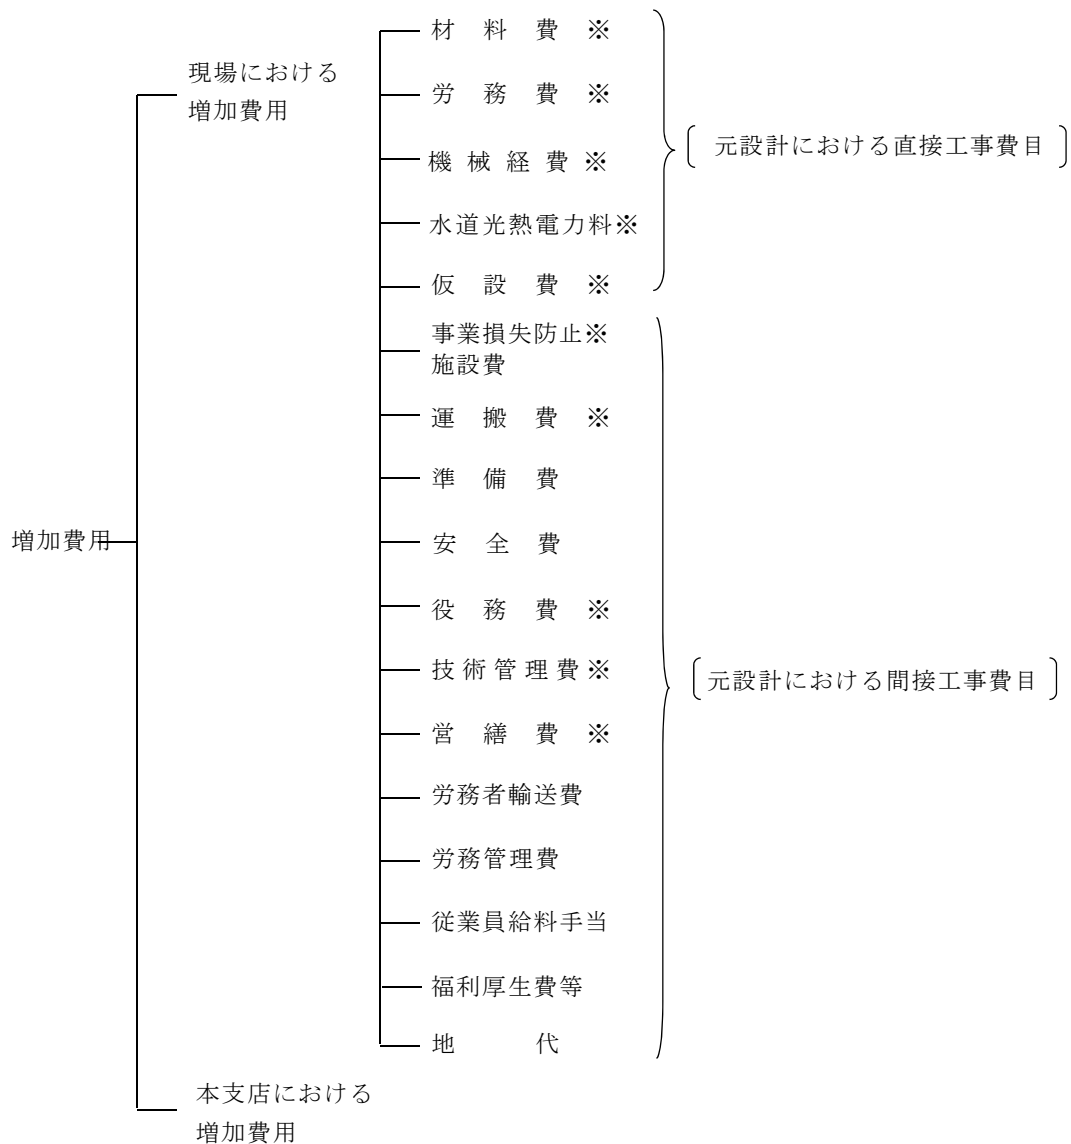 材料費※
現場における
増加費用
労務費※
元設計における直接工事費目
機械経費※
水道光熱電力料※
仮設費※
事業損失防止※
施設費
運搬費※
準備費
増加費用
安全費
役務費※
技術管理費※
元設計における間接工事費目
営繕費※
労務者輸送費
労務管理費
従業員給料手当
福利厚生費等
地代
本支店における
増加費用